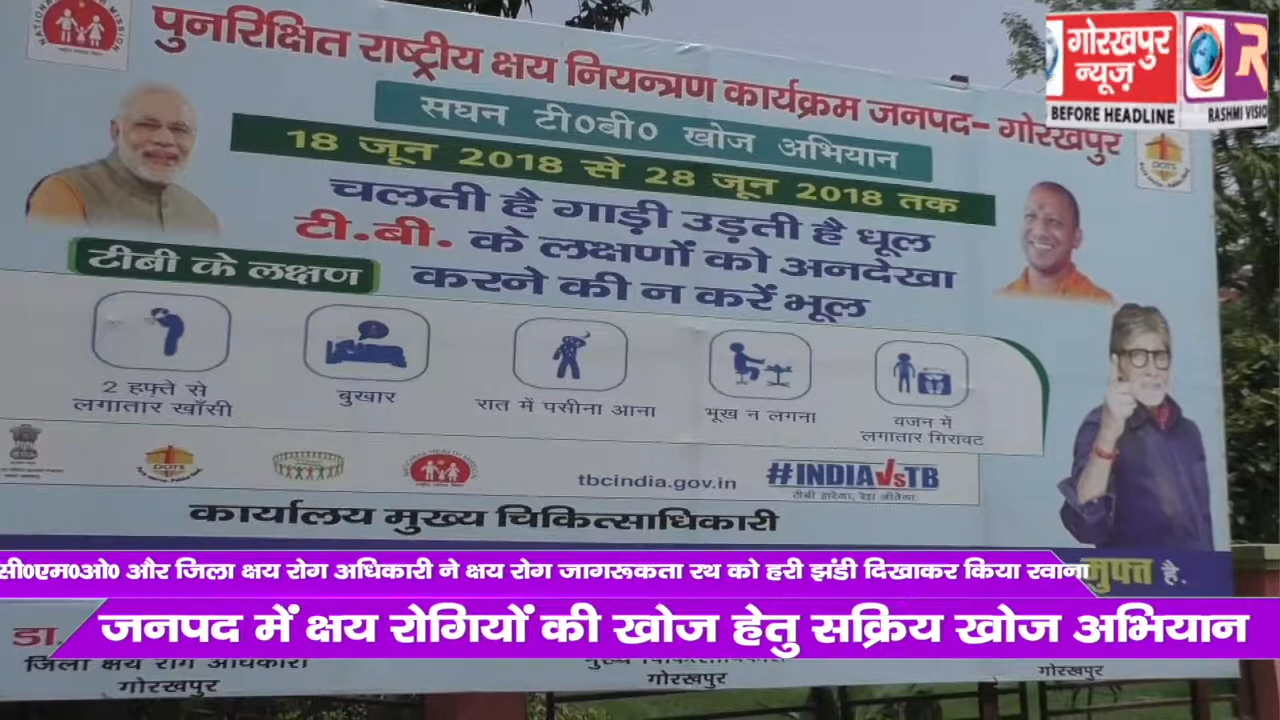 पुनरिक्षित राष्ट्रीय क्षय नियन्त्रण कार्यक्रम जनपद- गोरखपुर
सघन टी०बी० खोज अभियान
18 जून 2018 से 28 जून 2018 तक
चलती है गाड़ी उड़ती है धूल
टी.बी. के लक्षणों को अनदेखा
करने की न करें भूल
टीबी के लक्षण
2 हफ्ते से
लगातार खाँसी
बुखार
रात में पसीना आना
भूख न लगना
वजन में
लगातार गिरावट
DOTS
DOTS
tbcindia.gov.in
#INDIAVsTB
टीबी हारेगा, देश जीतेगा
कार्यालय मुख्य चिकित्साधिकारी
मुफ्त है.
गोरखपुर
न्यूज़
BEFORE HEADLINE
R
RASHMI VISIO
सी०एम०ओ० और जिला क्षय रोग अधिकारी ने क्षय रोग जागरूकता रथ को हरी झंडी दिखाकर किया रवाना
जनपद में क्षय रोगियों की खोज हेतु सक्रिय खोज अभियान
डा.
जिला क्षय रोग अधिकारी
गोरखपुर
गोरखपुर
गोरखपुर